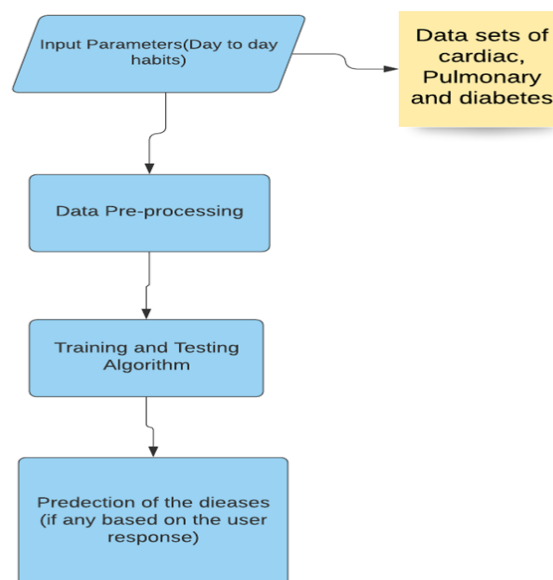 Input Parameters(Day to day
habits)
Data sets of
cardiac,
Pulmonary
and diabetes
Data Pre-processing
Training and Testing
Algorithm
Predection of the dieases
(if any based on the user
response)